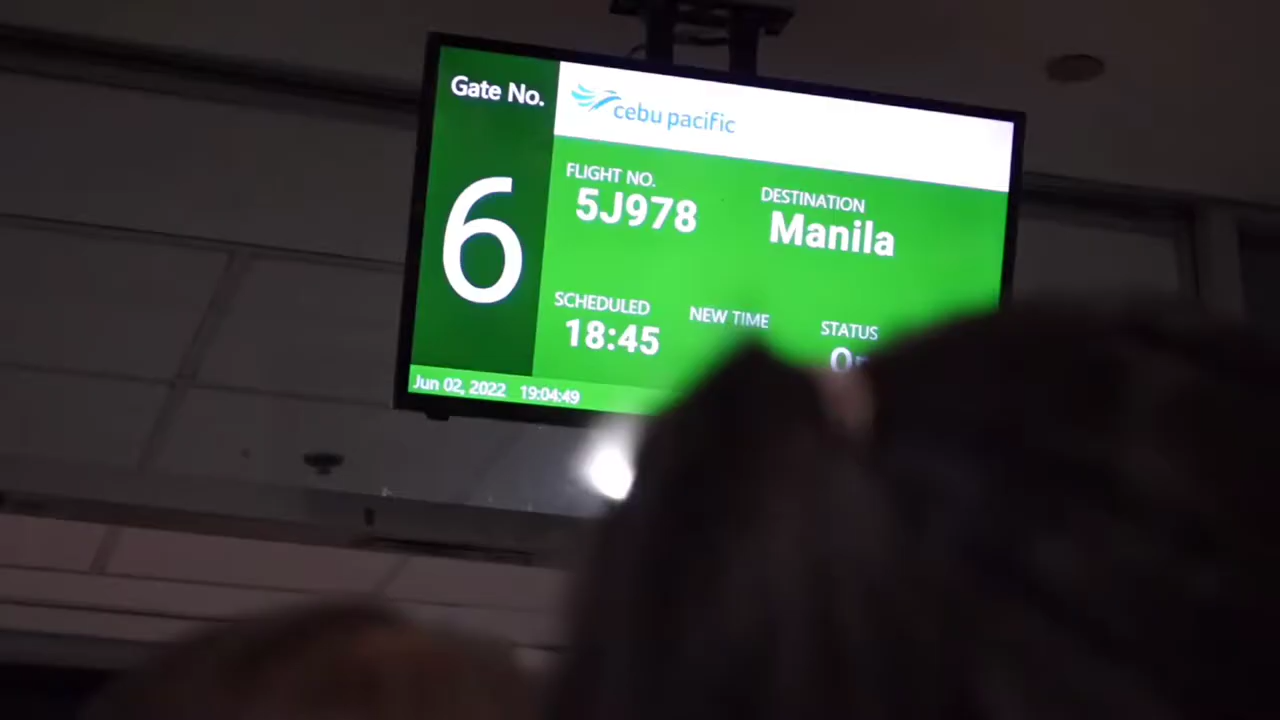 Gate No.
6
cebu pacific
FLIGHT NO.
5J978
DESTINATION
Manila
SCHEDULED
18:45
NEW TIME
STATUS
Jun 02, 2022 19:04:49